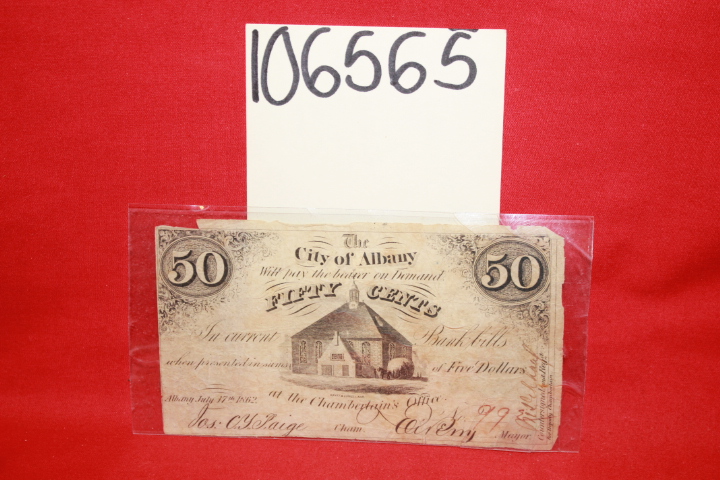 106565
The
City of Albany
50 50
Will pay the bearer on Demand
FIFTY CENTS
In current Bank bills
when presented in sums of Five Dollars
at the Chamberlain's Office
Albany July 17th 1862.
Jos. O.Y. Paige Cham. Mayor